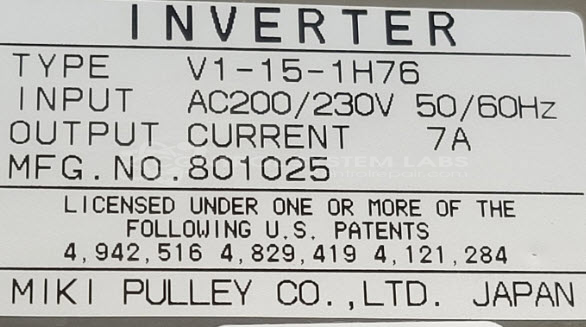 INVERTER
TYPE V1-15-1H76
INPUT AC200/230V 50/60Hz
OUTPUT CURRENT 7A
MFG.NO.801025
LICENSED UNDER ONE OR MORE OF THE
FOLLOWING U.S. PATENTS
4,942,516 4,829,419 4,121,284
MIKI PULLEY CO.,LTD. JAPAN